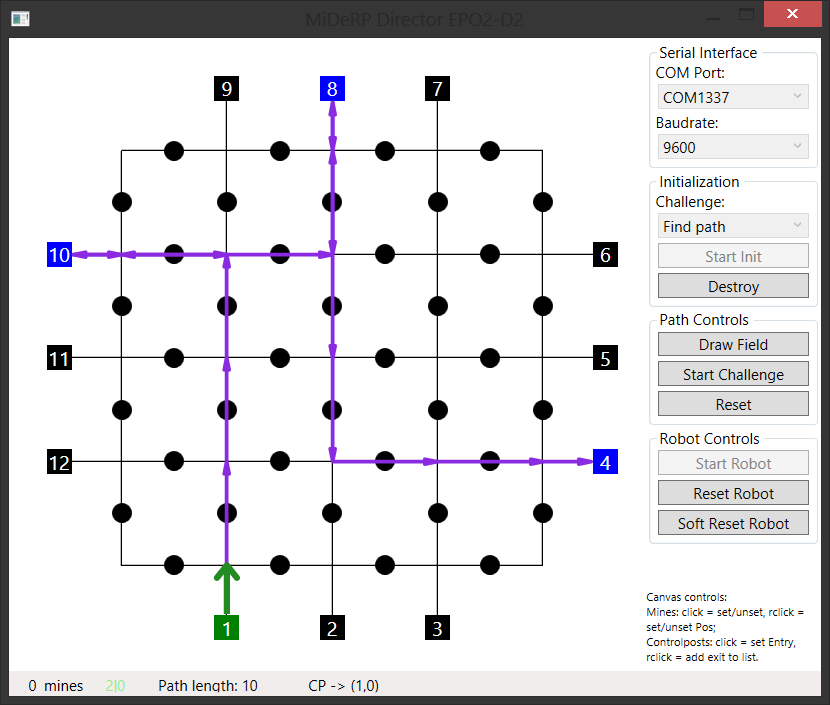 MiDeRP Director EPO2-D2
9
8
7
10
6
11
5
12
4
1
2
3
Serial Interface
COM Port:
COM1337
Baudrate:
9600
Initialization
Challenge:
Find path
Start Init
Destroy
Path Controls
Draw Field
Start Challenge
Reset
Robot Controls
Start Robot
Reset Robot
Soft Reset Robot
Canvas controls:
Mines: click = set/unset, rclick =
set/unset Pos;
Controlposts: click = set Entry,
rclick = add exit to list.
0 mines 2|0 Path length: 10 CP -> (1,0)